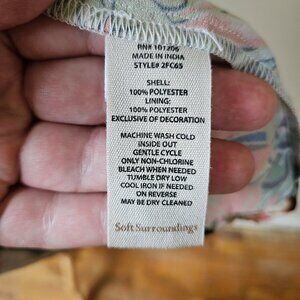 RN# 101206
MADE IN INDIA
STYLE# 2FC65
SHELL:
100% POLYESTER
LINING:
100% POLYESTER
EXCLUSIVE OF DECORATION
MACHINE WASH COLD
INSIDE OUT
GENTLE CYCLE
ONLY NON-CHLORINE
BLEACH WHEN NEEDED
TUMBLE DRY LOW
COOL IRON IF NEEDED
ON REVERSE
MAY BE DRY CLEANED
Soft Surroundings